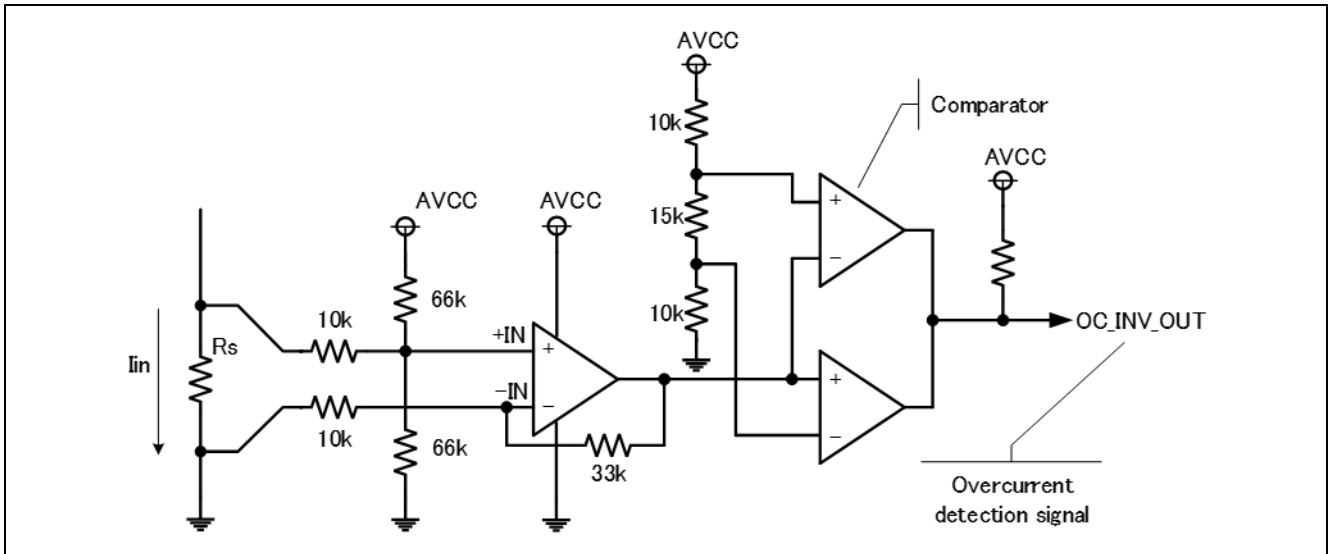 AVCC
Comparator
10k
AVCC
AVCC
AVCC
+
−
15k
66k
10k
10k
+IN
+
OC_INV_OUT
Iin
Rs
−IN
−
+
−
10k
66k
33k
Overcurrent
detection signal